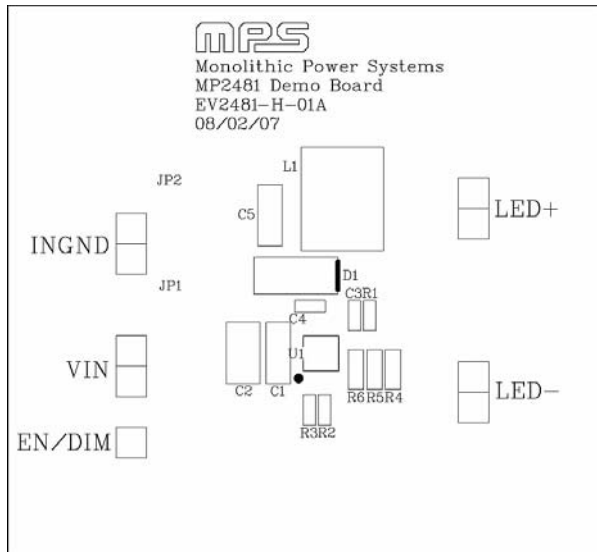 MPS
Monolithic Power Systems
MP2481 Demo Board
EV2481-H-01A
08/02/07
L1
JP2
C5
LED+
INGND
D1
JP1
C3R1
C4
U1
VIN
C2
C1
R6R5R4
LED-
R3R2
EN/DIM